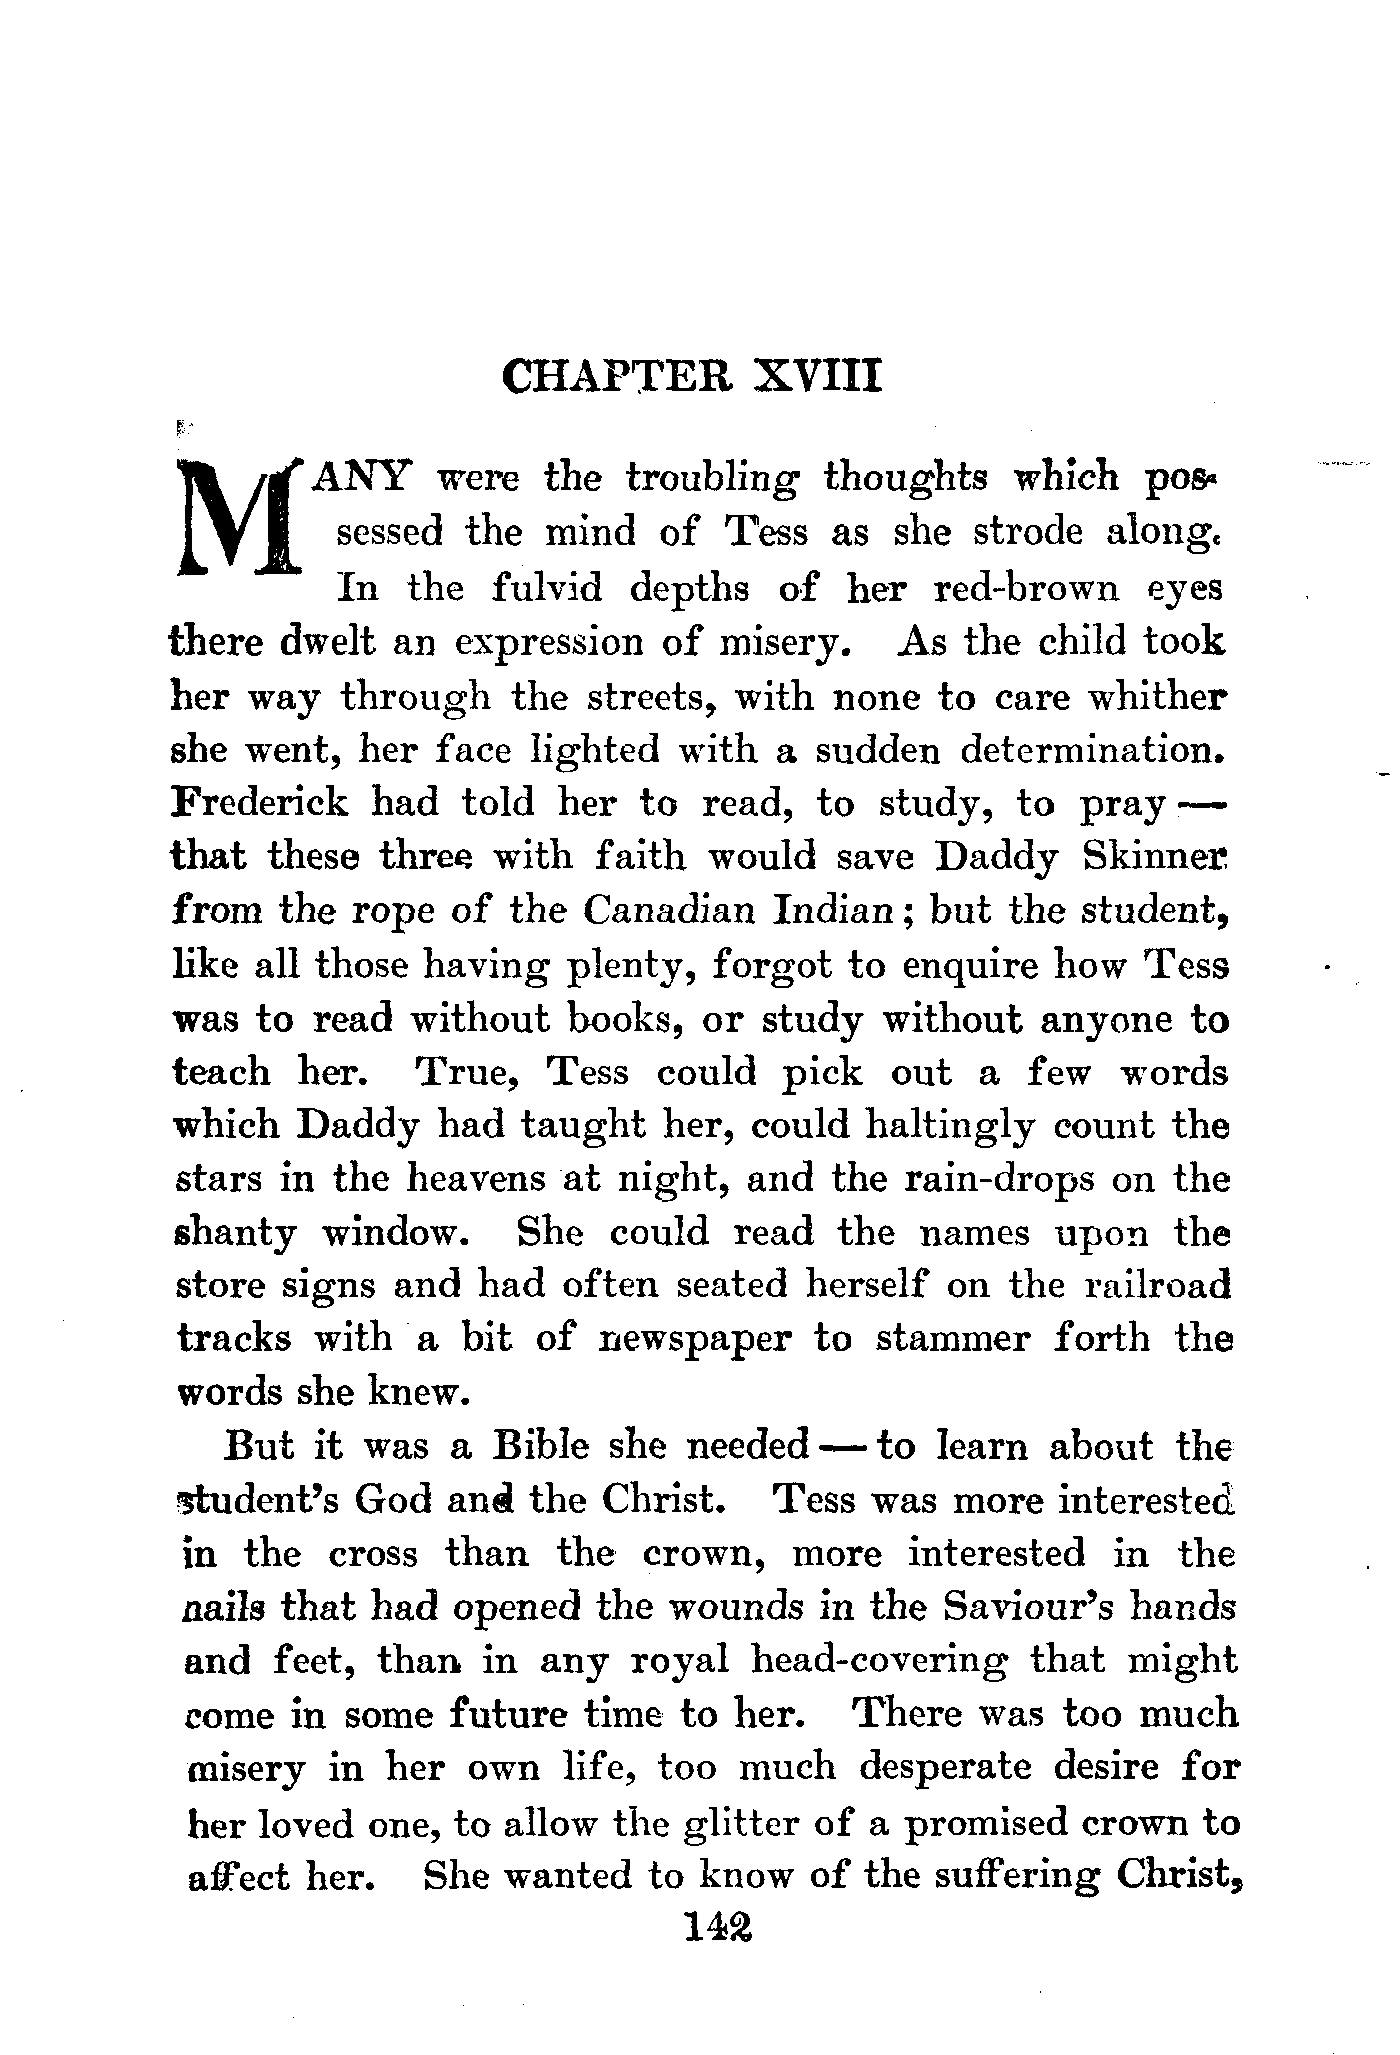 CHAPTER XVIII
MANY were the troubling thoughts which pos-
sessed the mind of Tess as she strode along.
In the fulvid depths of her red-brown eyes
there dwelt an expression of misery. As the child took
her way through the streets, with none to care whither
she went, her face lighted with a sudden determination.
Frederick had told her to read, to study, to pray —
that these three with faith would save Daddy Skinner
from the rope of the Canadian Indian; but the student,
like all those having plenty, forgot to enquire how Tess
was to read without books, or study without anyone to
teach her. True, Tess could pick out a few words
which Daddy had taught her, could haltingly count the
stars in the heavens at night, and the rain-drops on the
shanty window. She could read the names upon the
store signs and had often seated herself on the railroad
tracks with a bit of newspaper to stammer forth the
words she knew.
But it was a Bible she needed — to learn about the
student's God and the Christ. Tess was more interested
in the cross than the crown, more interested in the
nails that had opened the wounds in the Saviour's hands
and feet, than in any royal head-covering that might
come in some future time to her. There was too much
misery in her own life, too much desperate desire for
her loved one, to allow the glitter of a promised crown to
affect her. She wanted to know of the suffering Christ,
142